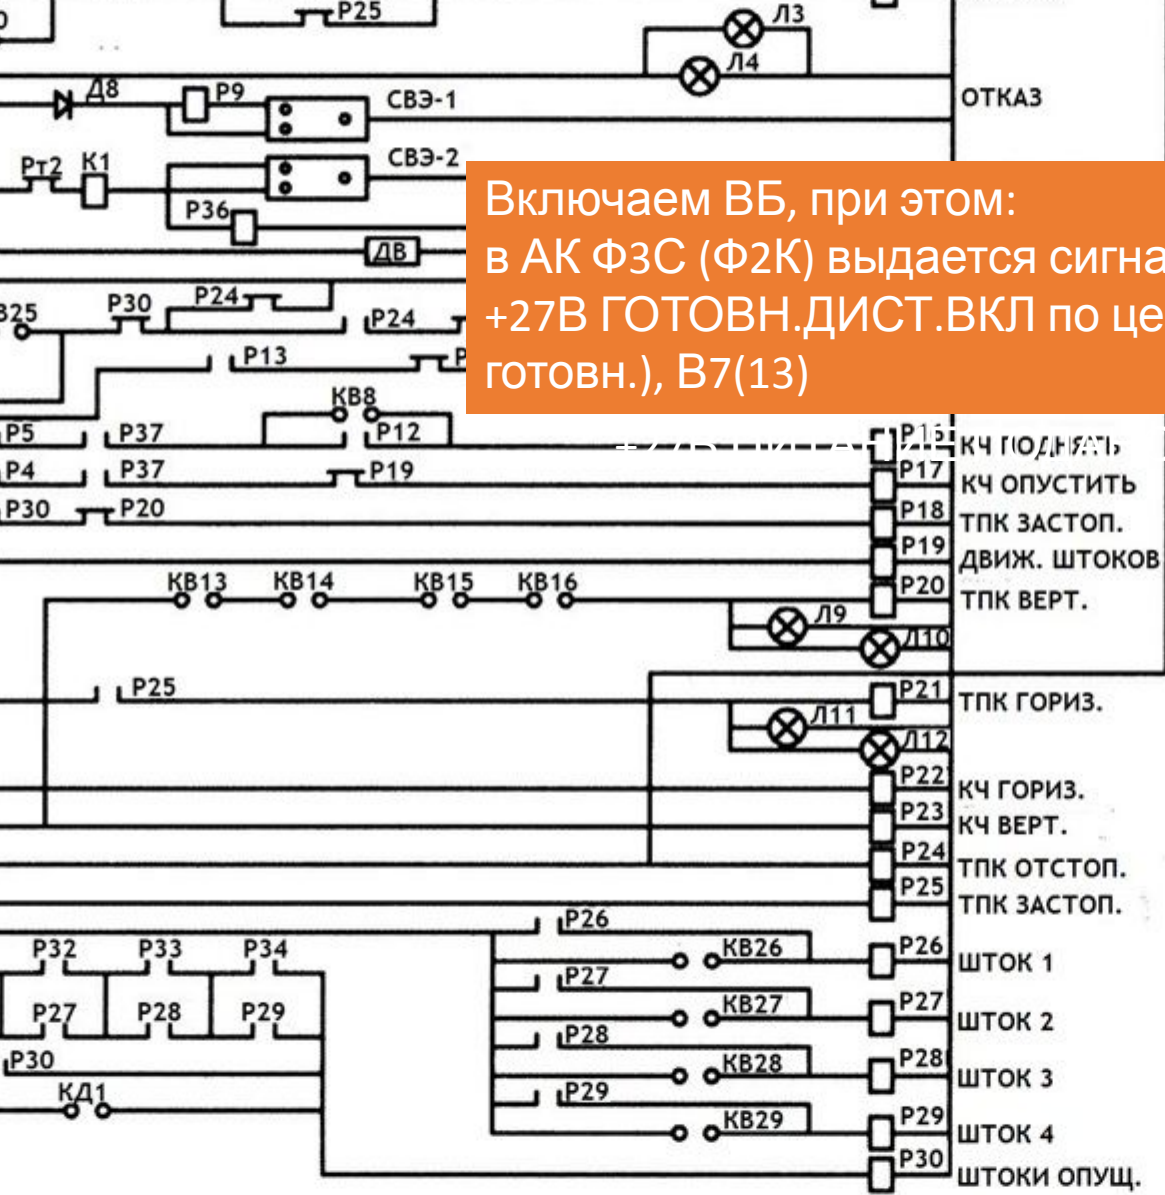 Р25
Л3
Л4
ОТКАЗ
Д8
Р9
СВЭ-1
СВЭ-2
Рт2 К1
Р36
ДВ
Включаем ВБ, при этом:
в АК Ф3С (Ф2К) выдается сигна
+27В ГОТОВН.ДИСТ.ВКЛ по це
готовн.), В7(13)
Р24
Р30
В25
Р24
Р13
КВ8
Р5 Р37 Р12
КЧ ПОДНЯТЬ
Р4 Р37 Р19 Р17 КЧ ОПУСТИТЬ
Р30 Р20 Р18 ТПК ЗАСТОП.
Р19 ДВИЖ. ШТОКОВ
КВ13 КВ14 КВ15 КВ16 Р20 ТПК ВЕРТ.
Л9
Л10
Р25 Р21 ТПК ГОРИЗ.
Л11
Л12
Р22 КЧ ГОРИЗ.
Р23 КЧ ВЕРТ.
Р24 ТПК ОТСТОП.
Р25 ТПК ЗАСТОП.
Р26
Р32 Р33 Р34 КВ26 Р26 ШТОК 1
Р27
Р27 Р28 Р29 КВ27 Р27 ШТОК 2
Р28
Р30 КВ28 Р28 ШТОК 3
КД1 Р29
КВ29 Р29 ШТОК 4
Р30 ШТОКИ ОПУЩ.